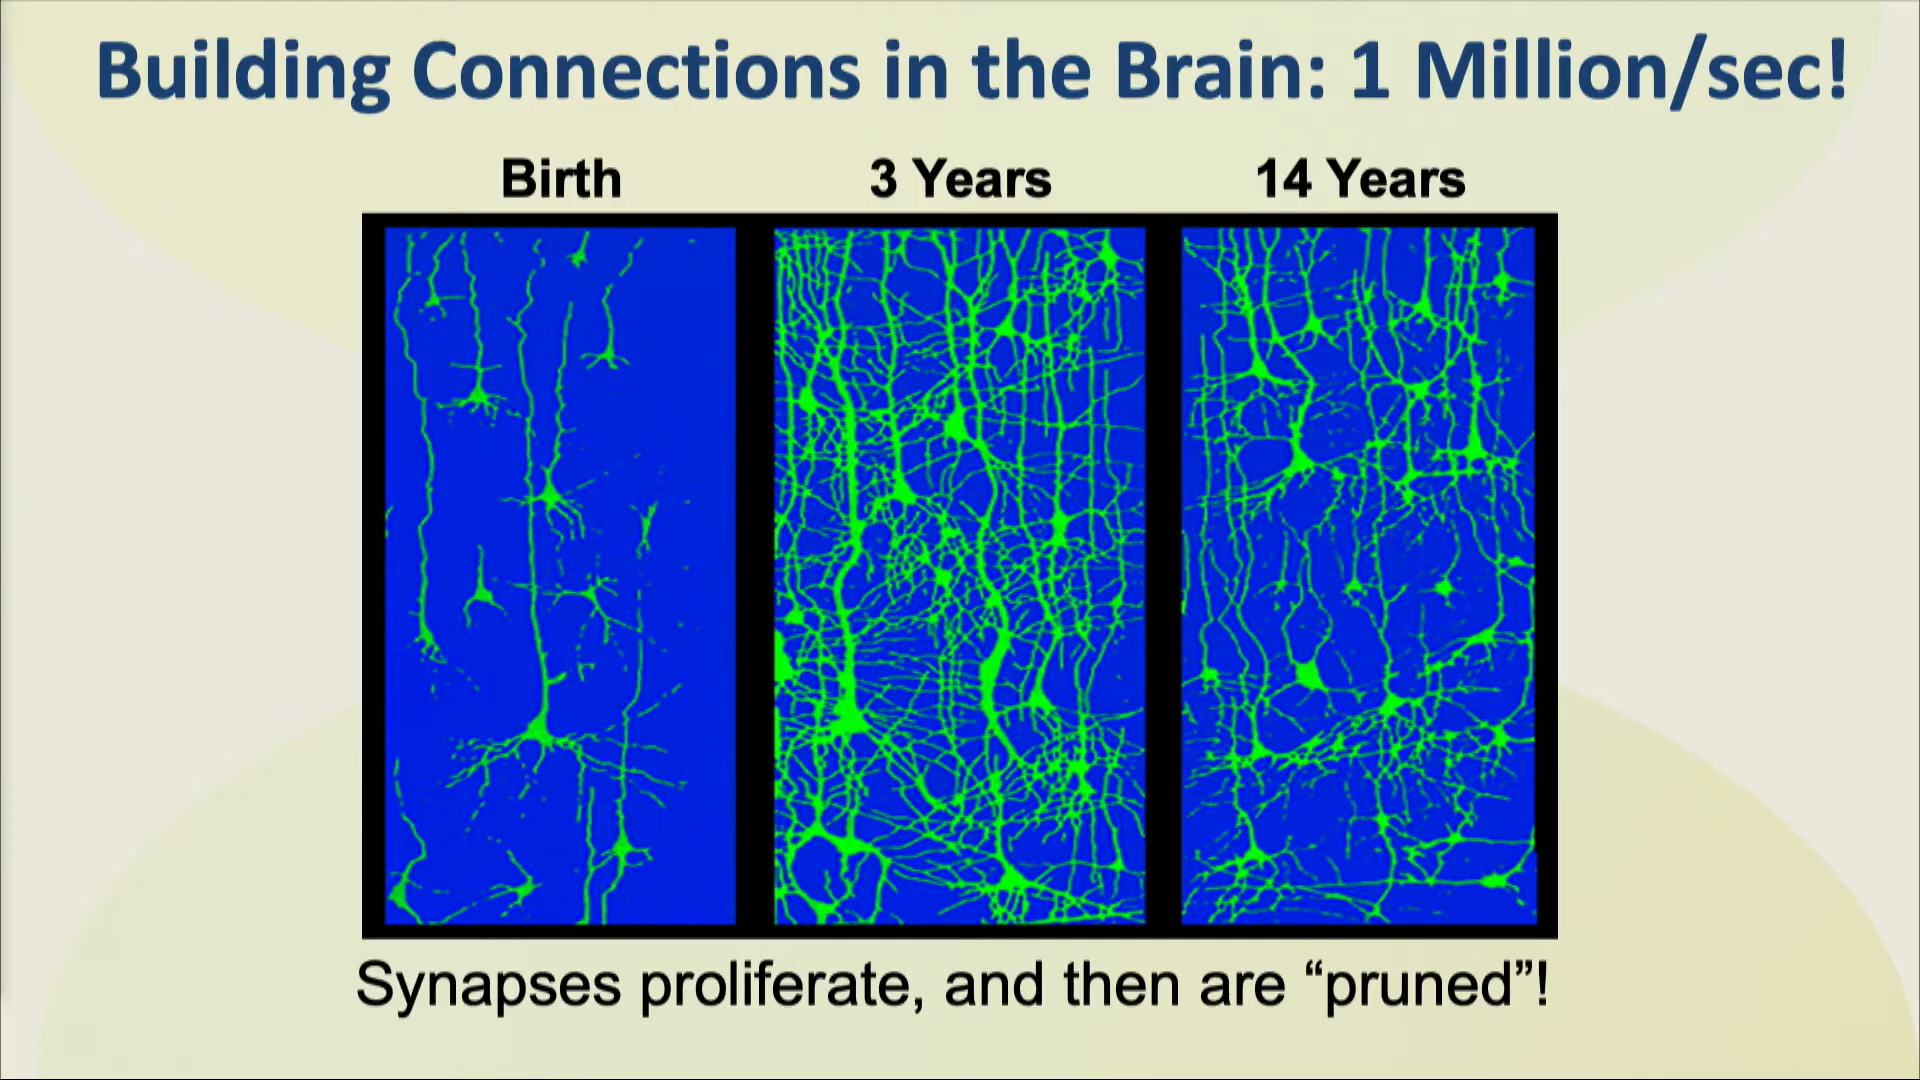 Building Connections in the Brain: 1 Million/sec!
Birth
3 Years
14 Years
Synapses proliferate, and then are “pruned”!